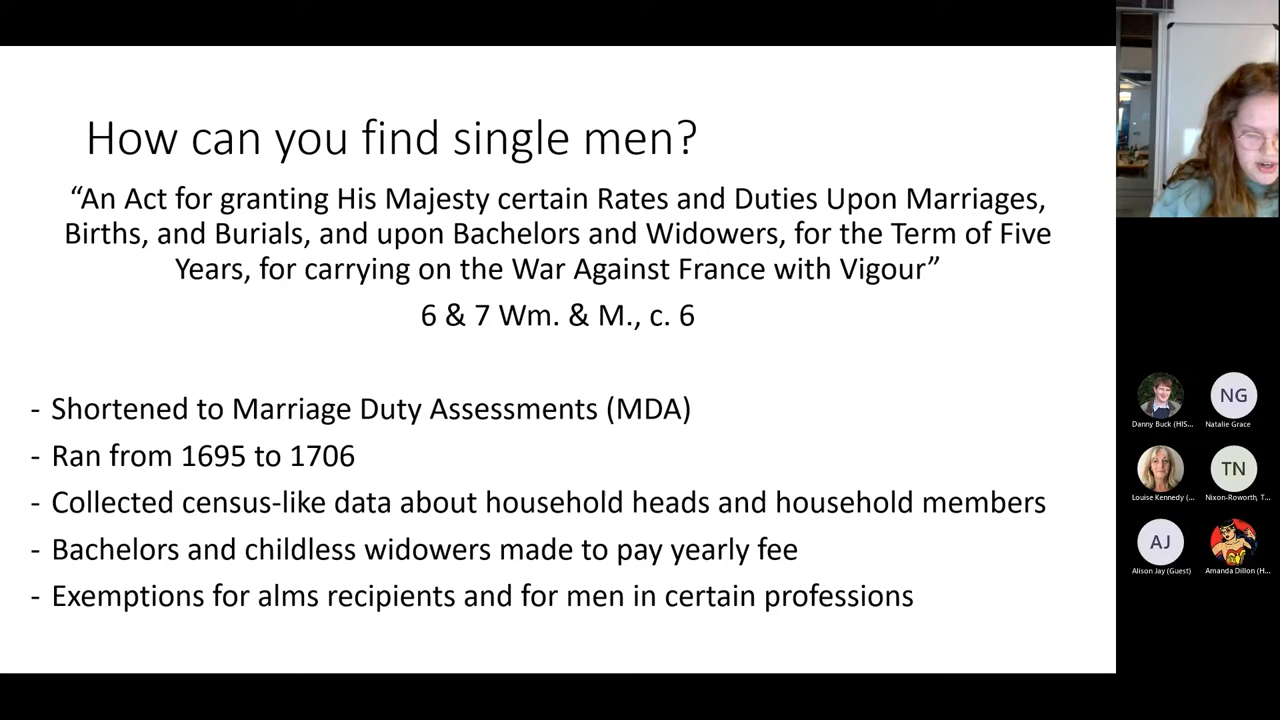 How can you find single men?
“An Act for granting His Majesty certain Rates and Duties Upon Marriages,
Births, and Burials, and upon Bachelors and Widowers, for the Term of Five
Years, for carrying on the War Against France with Vigour”
6 & 7 Wm. & M., c. 6
- Shortened to Marriage Duty Assessments (MDA)
- Ran from 1695 to 1706
- Collected census-like data about household heads and household members
- Bachelors and childless widowers made to pay yearly fee
- Exemptions for alms recipients and for men in certain professions
NG
Danny Buck (HIS...
Natalie Grace
TN
Louise Kennedy (...
Nixon-Roworth, T...
AJ
Alison Jay (Guest)
Amanda Dillon (H...